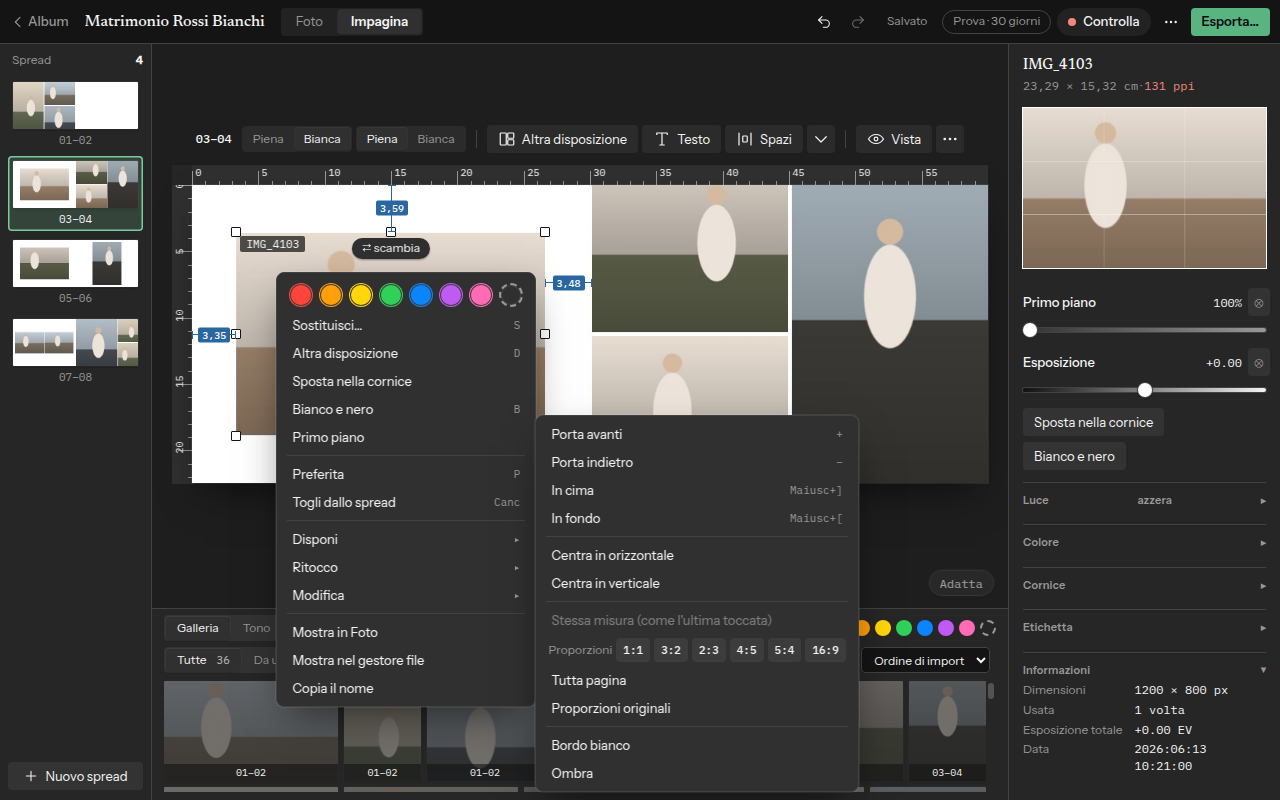 Album
Matrimonio Rossi Bianchi
Foto
Impagina
Salvato
Prova·30 giorni
Controlla
Esporta…
Spread
4
01–02
03–04
05–06
07–08
Nuovo spread
03–04
Piena
Bianca
Piena
Bianca
Altra disposizione
Testo
Spazi
Vista
0 5 10 15 20 25 30 35 40 45 50 55
0
5
10
15
20
3,59
IMG_4103
scambia
3,48
3,35
Sostituisci… S
Altra disposizione D
Sposta nella cornice
Bianco e nero B
Primo piano
Preferita P
Togli dallo spread Canc
Disponi
Ritocco
Modifica
Mostra in Foto
Mostra nel gestore file
Copia il nome
Porta avanti +
Porta indietro −
In cima Maiusc+]
In fondo Maiusc+[
Centra in orizzontale
Centra in verticale
Stessa misura (come l'ultima toccata)
Proporzioni 1:1 3:2 2:3 4:5 5:4 16:9
Tutta pagina
Proporzioni originali
Bordo bianco
Ombra
Adatta
Galleria
Tono
Tutte 36
Ordine di import
01–02
01–02
01–02
03–04
IMG_4103
23,29 × 15,32 cm·131 ppi
Primo piano 100%
Esposizione +0.00
Sposta nella cornice
Bianco e nero
Luce azzera
Colore
Cornice
Etichetta
Informazioni
Dimensioni 1200 × 800 px
Usata 1 volta
Esposizione totale +0.00 EV
Data 2026:06:13
10:21:00